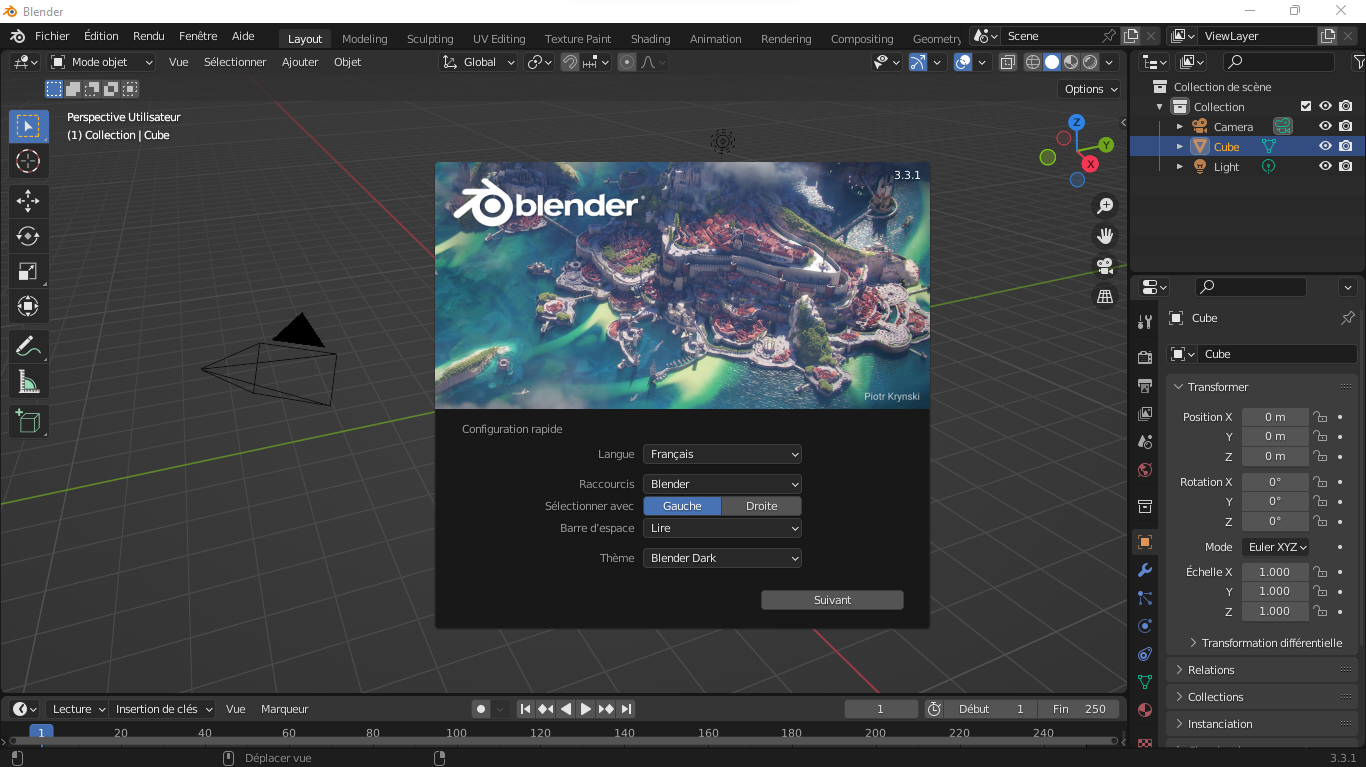 Blender
Fichier Édition Rendu Fenêtre Aide Layout Modeling Sculpting UV Editing Texture Paint Shading Animation Rendering Compositing Geometry Scene ViewLayer
Mode objet Vue Sélectionner Ajouter Objet Global
Options
Perspective Utilisateur
(1) Collection | Cube
Z
Y
X
Collection de scène
Collection
Camera
Cube
Light
3.3.1
blender
Piotr Krynski
Configuration rapide
Langue Français
Raccourcis Blender
Sélectionner avec Gauche Droite
Barre d'espace Lire
Thème Blender Dark
Suivant
Cube
Cube
Transformer
Position X 0 m
Y 0 m
Z 0 m
Rotation X 0°
Y 0°
Z 0°
Mode Euler XYZ
Échelle X 1.000
Y 1.000
Z 1.000
Transformation différentielle
Relations
Collections
Instanciation
Lecture Insertion de clés Vue Marqueur 1 Début 1 Fin 250
1 20 40 60 80 100 120 140 160 180 200 220 240
Déplacer vue 3.3.1